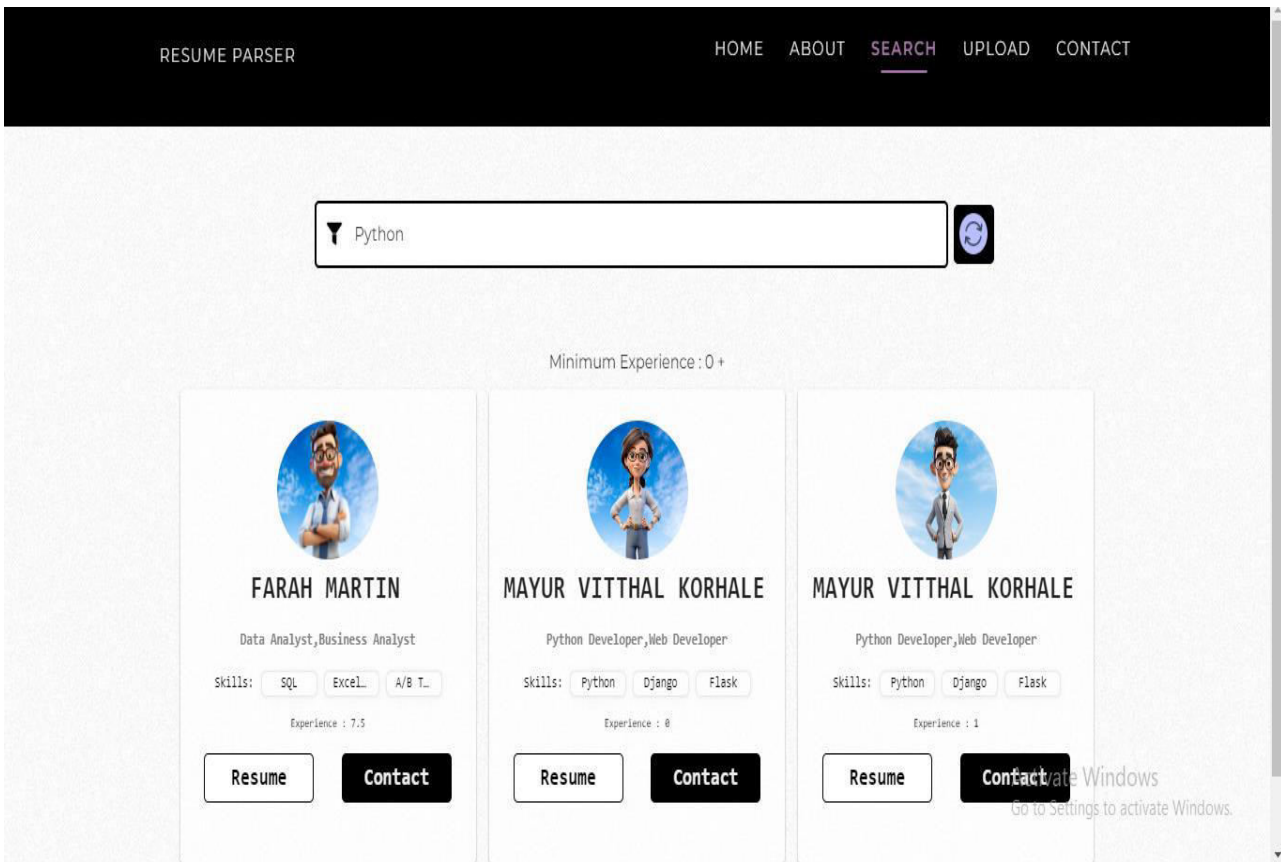 RESUME PARSER
HOME ABOUT SEARCH UPLOAD CONTACT
Python
Minimum Experience : 0 +
FARAH MARTIN
Data Analyst,Business Analyst
Skills: SQL Excel… A/B T…
Experience : 7.5
Resume Contact
MAYUR VITTHAL KORHALE
Python Developer,Web Developer
Skills: Python Django Flask
Experience : 0
Resume Contact
MAYUR VITTHAL KORHALE
Python Developer,Web Developer
Skills: Python Django Flask
Experience : 1
Resume Contact
Activate Windows
Go to Settings to activate Windows.